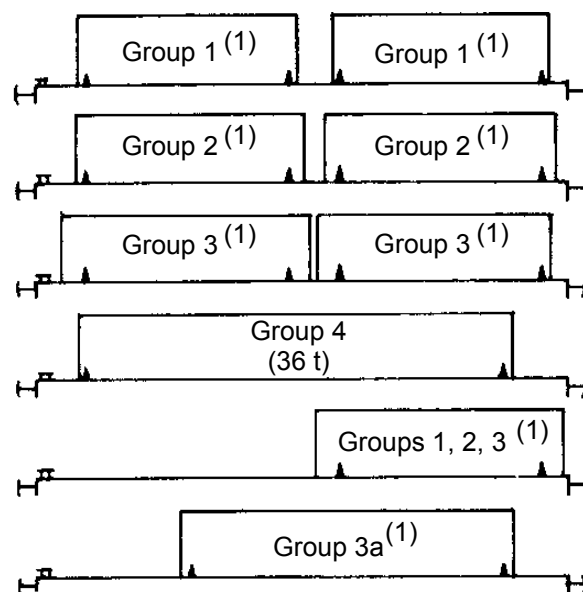 Group 1 (1) Group 1 (1)
Group 2 (1) Group 2 (1)
Group 3 (1) Group 3 (1)
Group 4
(36 t)
Groups 1, 2, 3 (1)
Group 3a (1)